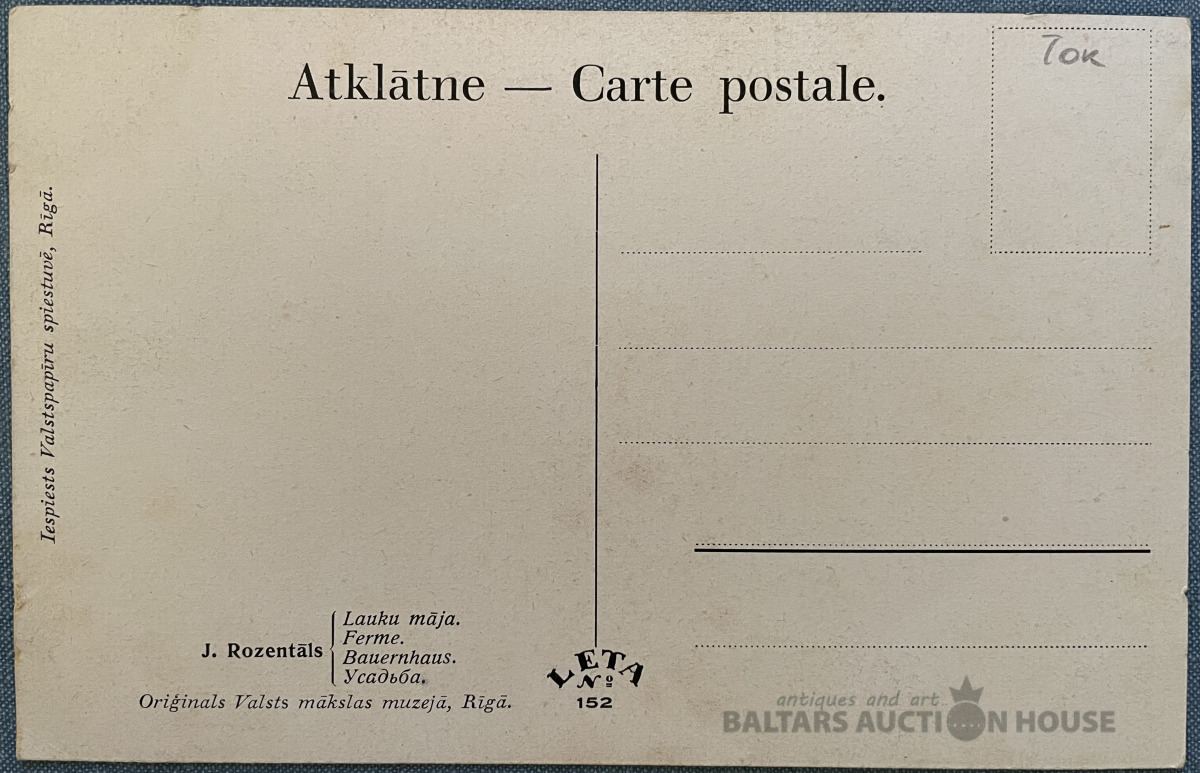 Atklātne — Carte postale.
Ток
Iespiests Valstspapīru spiestuvē, Rīgā.
J. Rozentāls
Lauku māja.
Ferme.
Bauernhaus.
Усадьба.
Oriģinals Valsts mākslas muzejā, Rīgā.
LETA
№
152
antiques and art
BALTARS AUCTION HOUSE